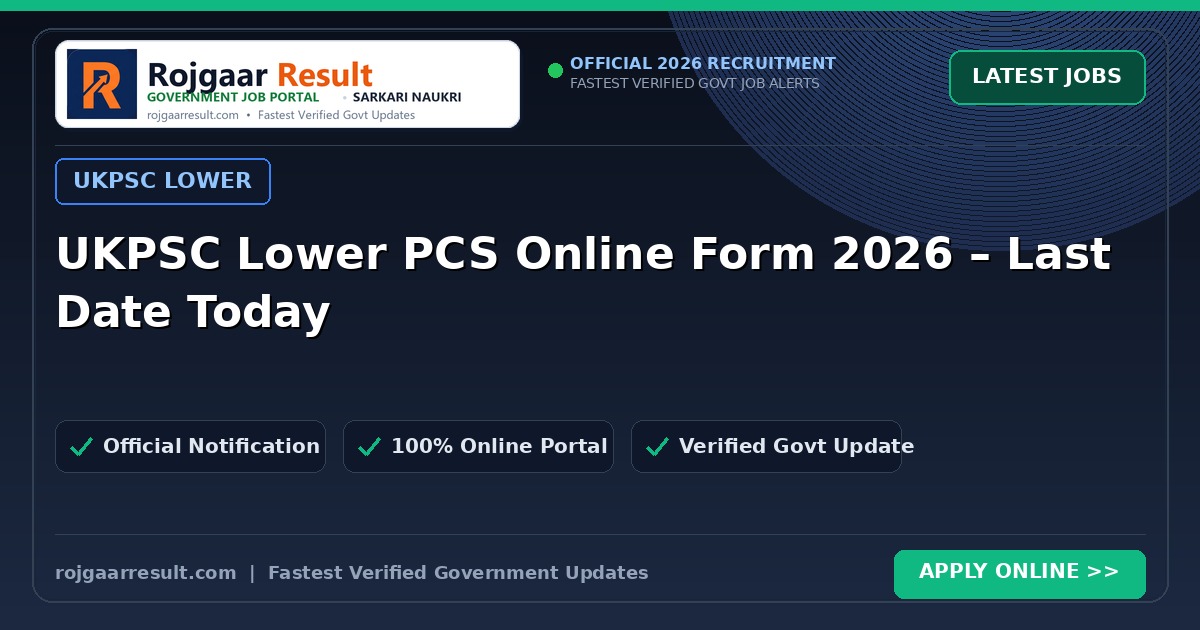 Rojgaar Result
GOVERNMENT JOB PORTAL • SARKARI NAUKRI
rojgaarresult.com • Fastest Verified Govt Updates
OFFICIAL 2026 RECRUITMENT
FASTEST VERIFIED GOVT JOB ALERTS
LATEST JOBS
UKPSC LOWER
UKPSC Lower PCS Online Form 2026 – Last
Date Today
Official Notification
100% Online Portal
Verified Govt Update
rojgaarresult.com | Fastest Verified Government Updates
APPLY ONLINE >>